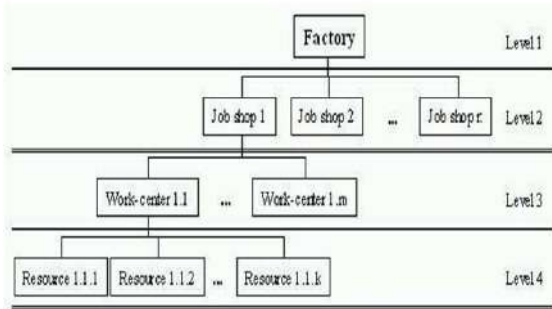 Factory Level 1
Job shop 1 Job shop 2 ... Job shop r. Level 2
Work-center 1.1 ... Work-center 1.m Level 3
Resource 1.1.1 Resource 1.1.2 ... Resource 1.1.k Level 4